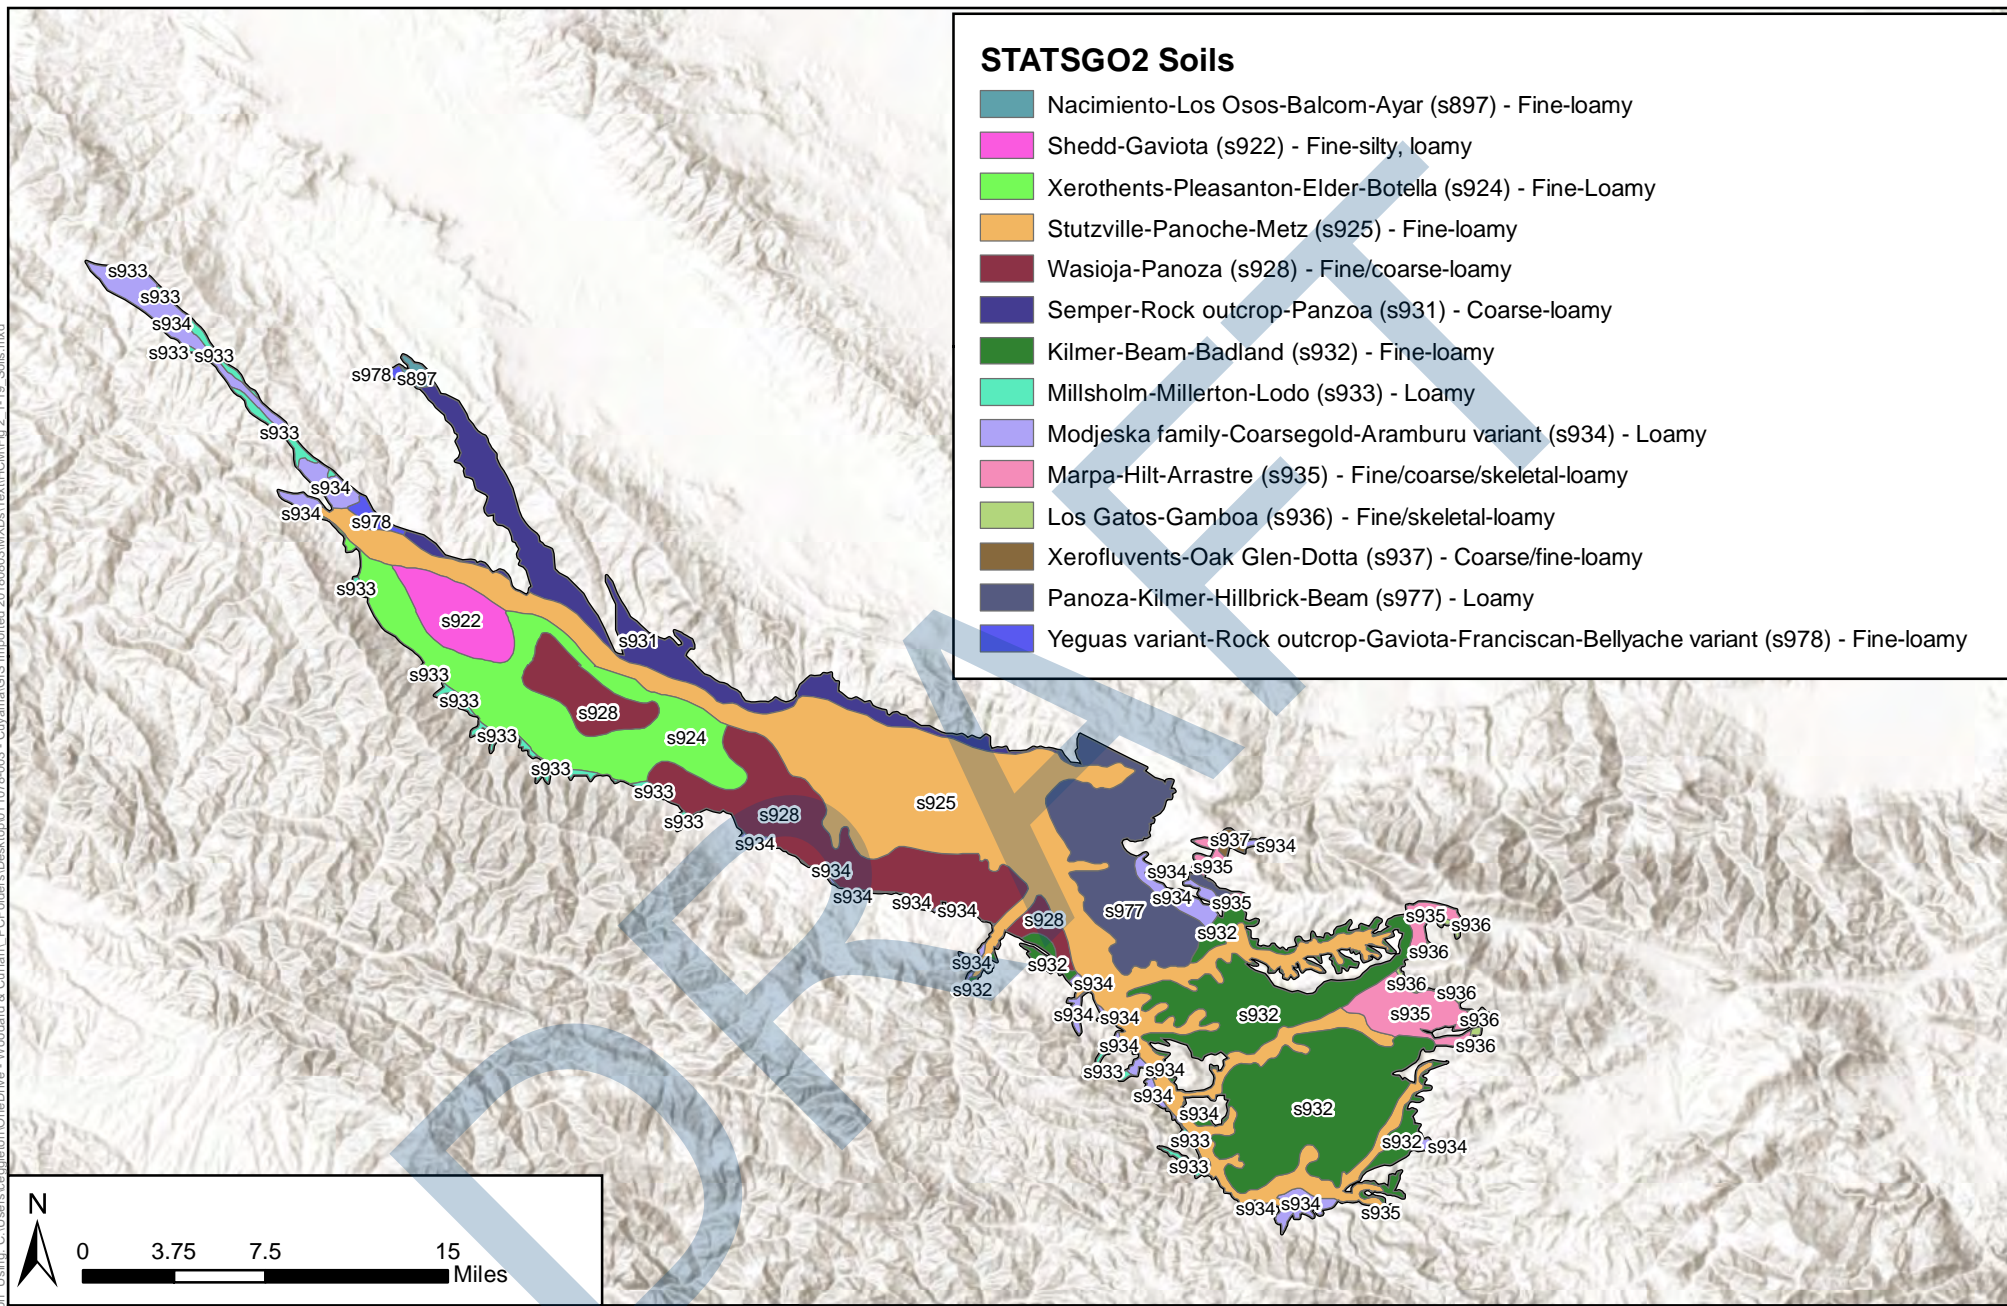 STATSGO2 Soils
Nacimiento-Los Osos-Balcom-Ayar (s897) - Fine-loamy
Shedd-Gaviota (s922) - Fine-silty, loamy
Xerothents-Pleasanton-Elder-Botella (s924) - Fine-Loamy
Stutzville-Panoche-Metz (s925) - Fine-loamy
Wasioja-Panoza (s928) - Fine/coarse-loamy
Semper-Rock outcrop-Panzoa (s931) - Coarse-loamy
Kilmer-Beam-Badland (s932) - Fine-loamy
Millsholm-Millerton-Lodo (s933) - Loamy
Modjeska family-Coarsegold-Aramburu variant (s934) - Loamy
Marpa-Hilt-Arrastre (s935) - Fine/coarse/skeletal-loamy
Los Gatos-Gamboa (s936) - Fine/skeletal-loamy
Xerofluvents-Oak Glen-Dotta (s937) - Coarse/fine-loamy
Panoza-Kilmer-Hillbrick-Beam (s977) - Loamy
Yeguas variant-Rock outcrop-Gaviota-Franciscan-Bellyache variant (s978) - Fine-loamy
s933
s933
s934
s933 s933
s978 s897
s933
s934
s934
s978
s933
s922
s931
s933
s933
s928
s933
s924
s933
s933
s925
s928
s933
s934
s937
s934
s934
s935
s934
s934
s934
s935
s934
s934
s977
s935
s928
s936
s932
s936
s934
s932
s934
s936
s932
s936
s934
s934
s932
s935
s936
s934
s936
s933
s934
s934
s932
s934
s933
s932
s934
s933
s934
s934
s935
N
0 3.75 7.5 15
Miles
DRAFT